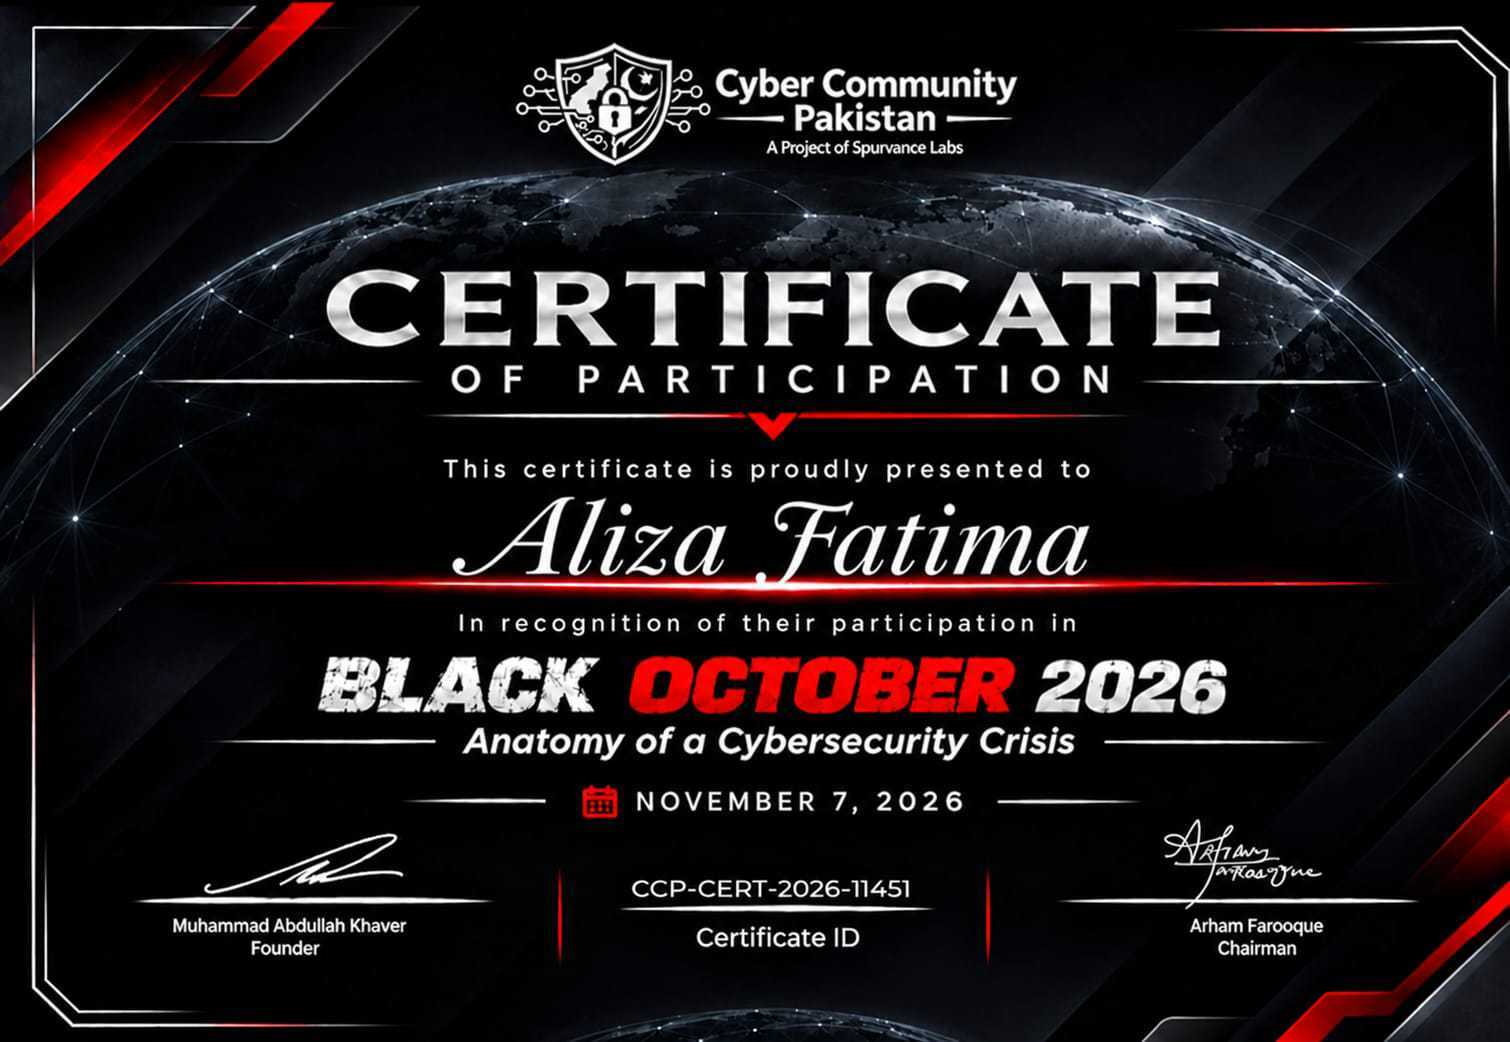 Cyber Community
Pakistan
A Project of Spurvance Labs
CERTIFICATE
OF PARTICIPATION
This certificate is proudly presented to
Aliza Fatima
In recognition of their participation in
BLACK OCTOBER 2026
Anatomy of a Cybersecurity Crisis
NOVEMBER 7, 2026
Arham
Farooque
CCP-CERT-2026-11451
Muhammad Abdullah Khaver
Founder
Certificate ID
Arham Farooque
Chairman